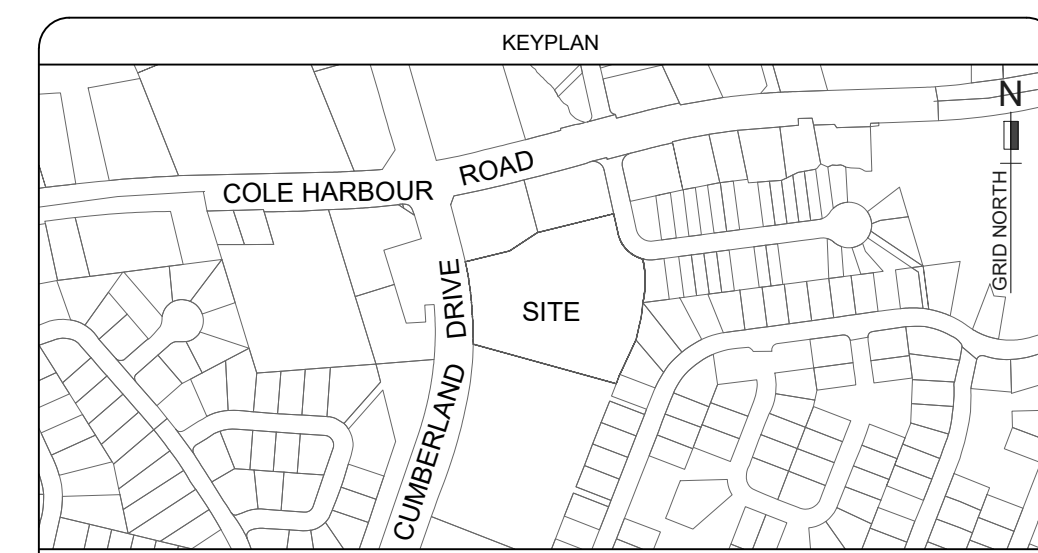 KEYPLAN
N
GRID NORTH
COLE HARBOUR ROAD
CUMBERLAND DRIVE
SITE